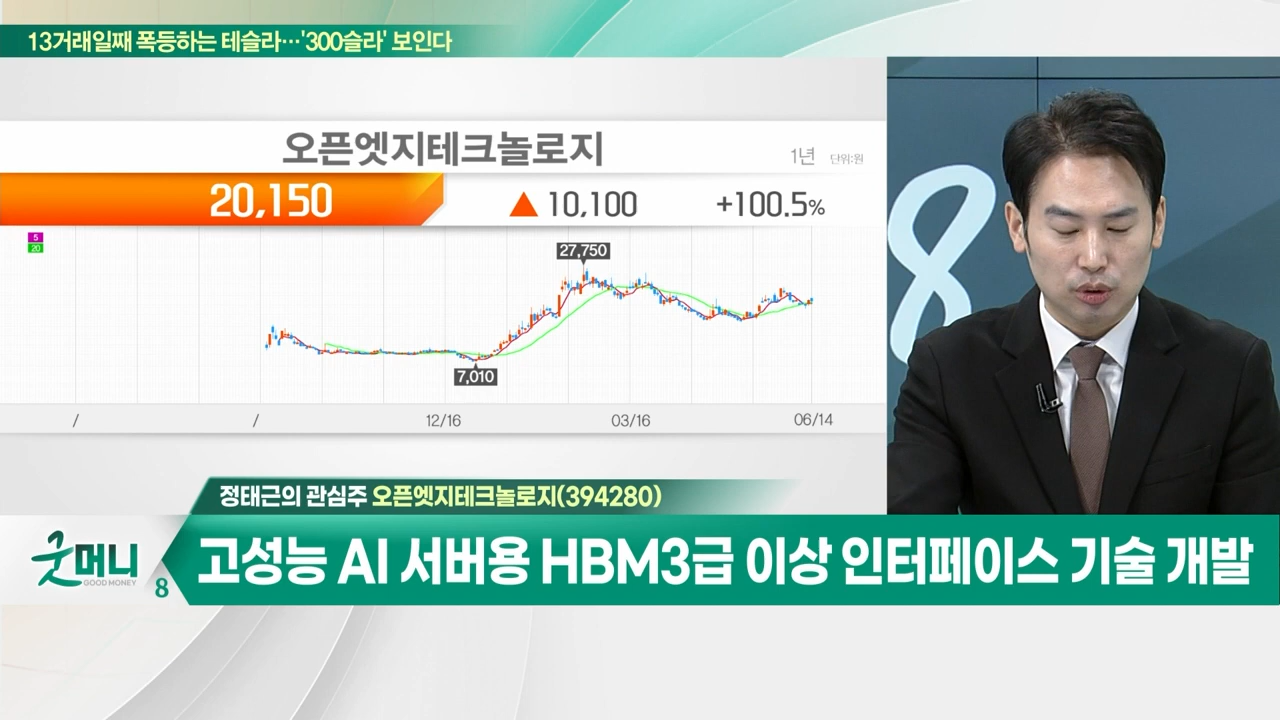 13거래일째 폭등하는 테슬라…'300슬라' 보인다
오픈엣지테크놀로지
1년 단위:원
20,150 ▲ 10,100 +100.5%
5
20
27,750
7,010
/ / 12/16 03/16 06/14
8
정태근의 관심주 오픈엣지테크놀로지(394280)
굿머니
GOOD MONEY
8
고성능 AI 서버용 HBM3급 이상 인터페이스 기술 개발